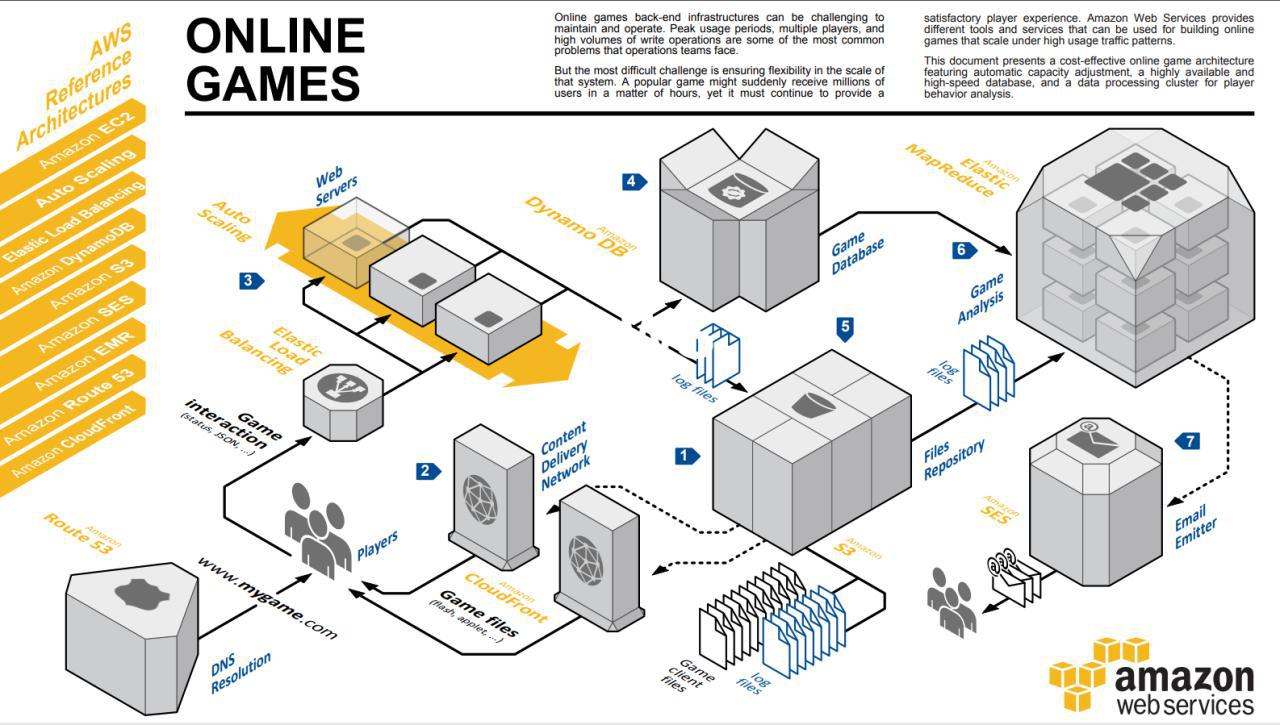 AWS
Reference
Architectures
Amazon EC2
Auto Scaling
Elastic Load Balancing
Amazon DynamoDB
Amazon S3
Amazon SES
Amazon EMR
Amazon Route 53
Amazon CloudFront
ONLINE
GAMES
Online games back-end infrastructures can be challenging to
maintain and operate. Peak usage periods, multiple players, and
high volumes of write operations are some of the most common
problems that operations teams face.
But the most difficult challenge is ensuring flexibility in the scale of
that system. A popular game might suddenly receive millions of
users in a matter of hours, yet it must continue to provide a
satisfactory player experience. Amazon Web Services provides
different tools and services that can be used for building online
games that scale under high usage traffic patterns.
This document presents a cost-effective online game architecture
featuring automatic capacity adjustment, a highly available and
high-speed database, and a data processing cluster for player
behavior analysis.
Web
Servers
Auto
Scaling
3
Elastic
Load
Balancing
Game
interaction
(status, JSON, ...)
4
Amazon
Dynamo DB
Game
Database
Amazon
Elastic
MapReduce
6
Game
Analysis
log
files
log files
5
1
Files
Repository
Amazon
S3
2
Content
Delivery
Network
Players
Amazon
CloudFront
Game files
(flash, applet, ...)
Amazon
Route 53
www.mygame.com
DNS
Resolution
Game
client
files
log
files
7
Amazon
SES
Email
Emitter
@
@@@
amazon
web services